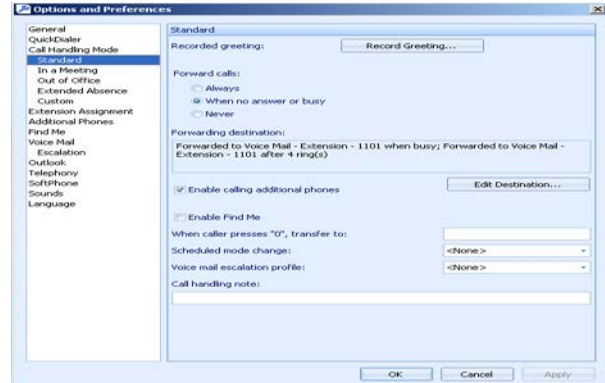 Options and Preferences
General
QuickDialer
Call Handling Mode
Standard
In a Meeting
Out of Office
Extended Absence
Custom
Extension Assignment
Additional Phones
Find Me
Voice Mail
Escalation
Outlook
Telephony
SoftPhone
Sounds
Language
Standard
Recorded greeting:
Record Greeting...
Forward calls:
Always
When no answer or busy
Never
Forwarding destination:
Forwarded to Voice Mail - Extension - 1101 when busy; Forwarded to Voice Mail -
Extension - 1101 after 4 ring(s)
Enable calling additional phones
Edit Destination...
Enable Find Me
When caller presses "0", transfer to:
Scheduled mode change:
<None>
Voice mail escalation profile:
<None>
Call handling note:
OK
Cancel
Apply